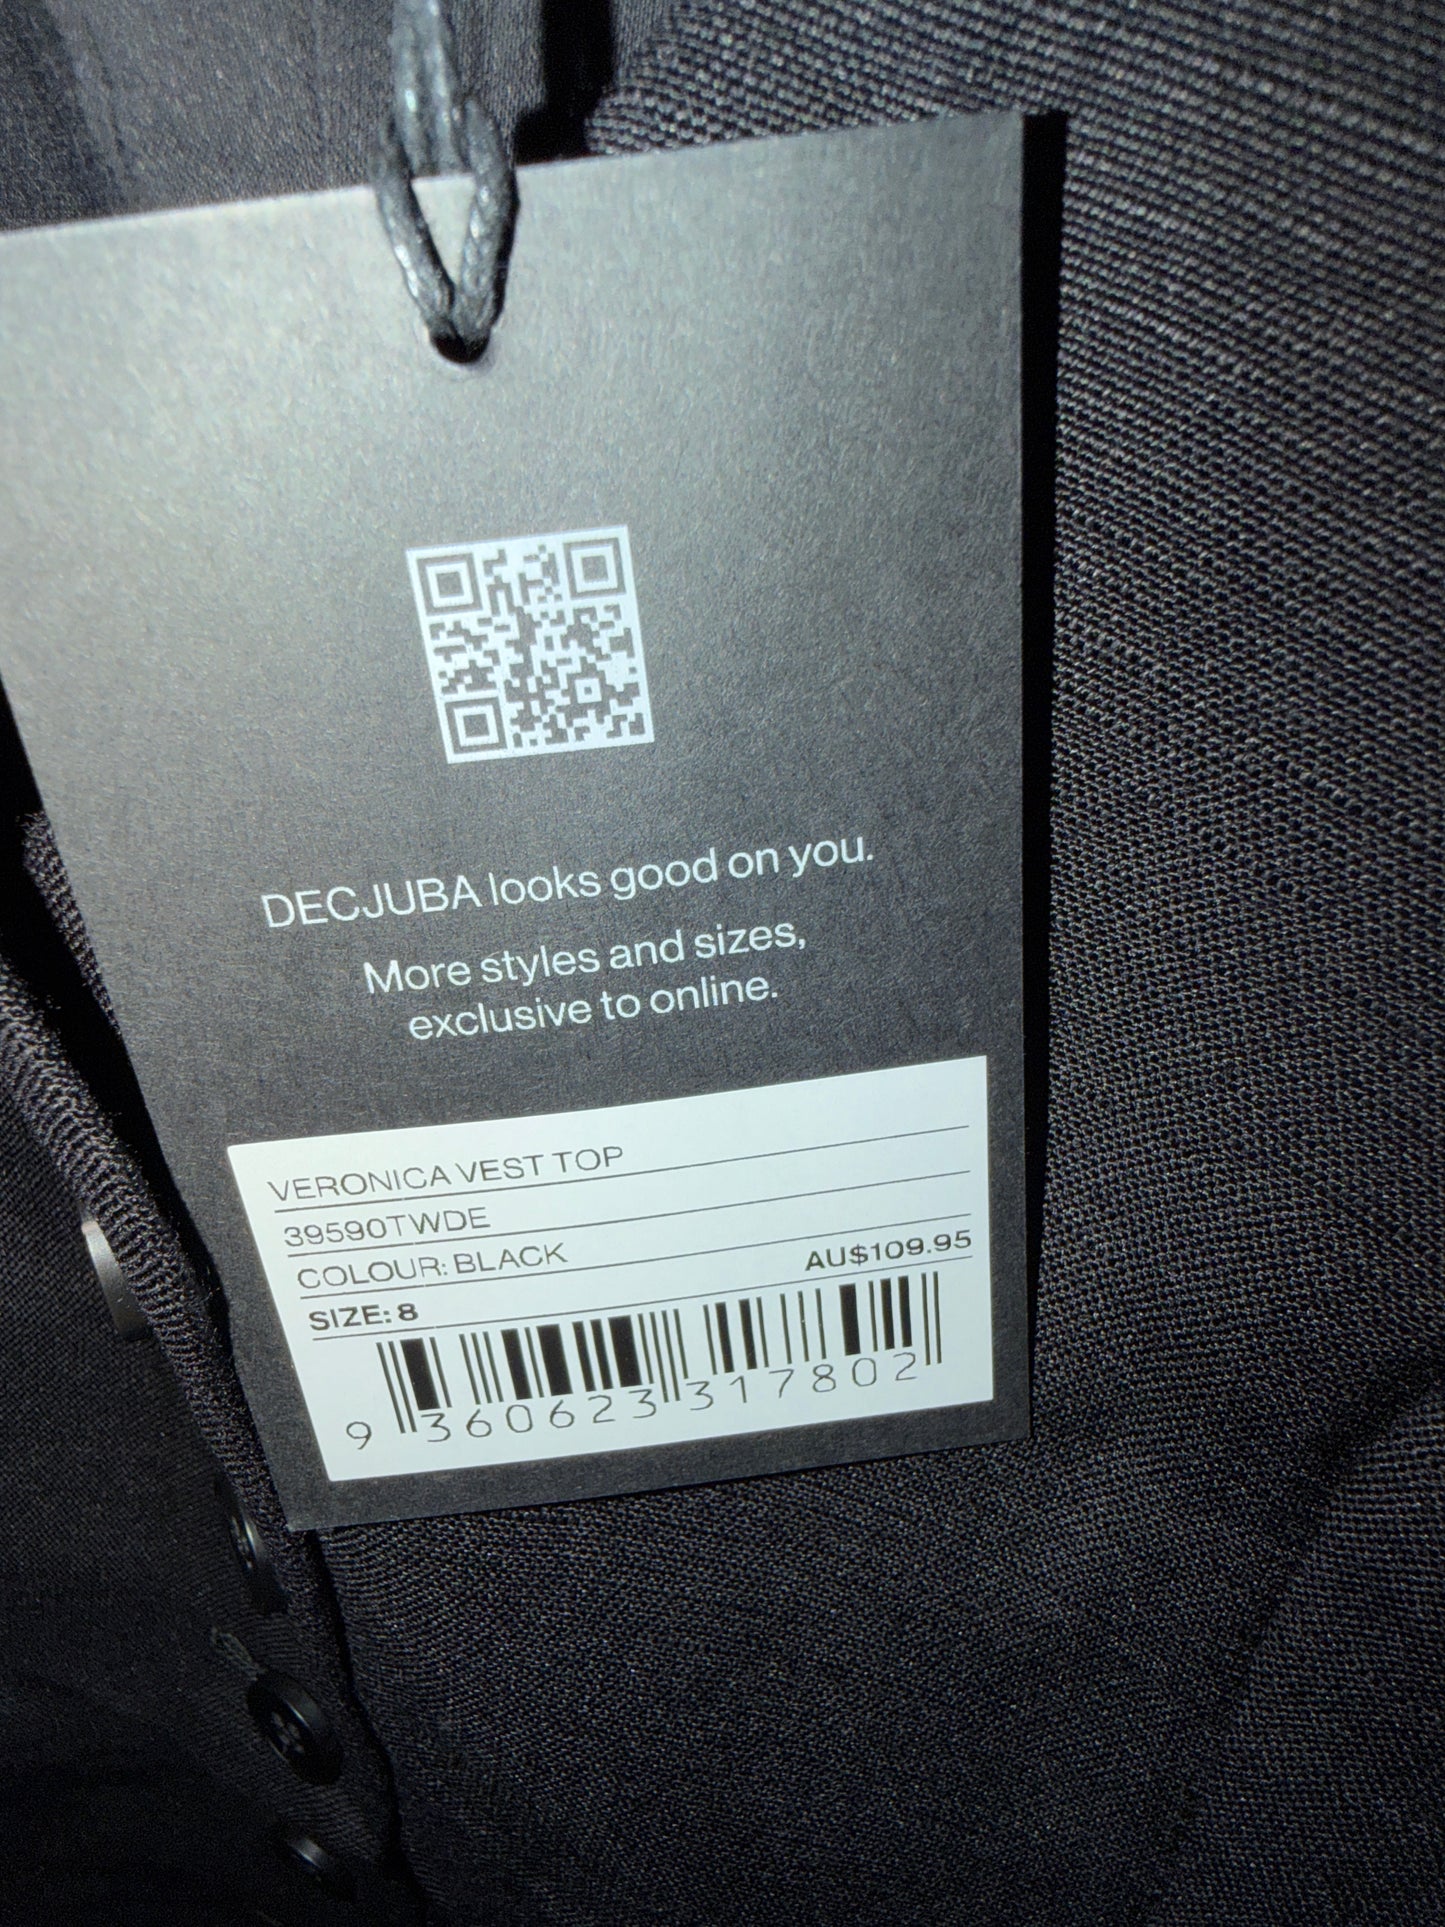 DECJUBA looks good on you.
More styles and sizes,
exclusive to online.
VERONICA VEST TOP
39590TWDE
COLOUR: BLACK
SIZE: 8
AU$109.95
9 360623 317802